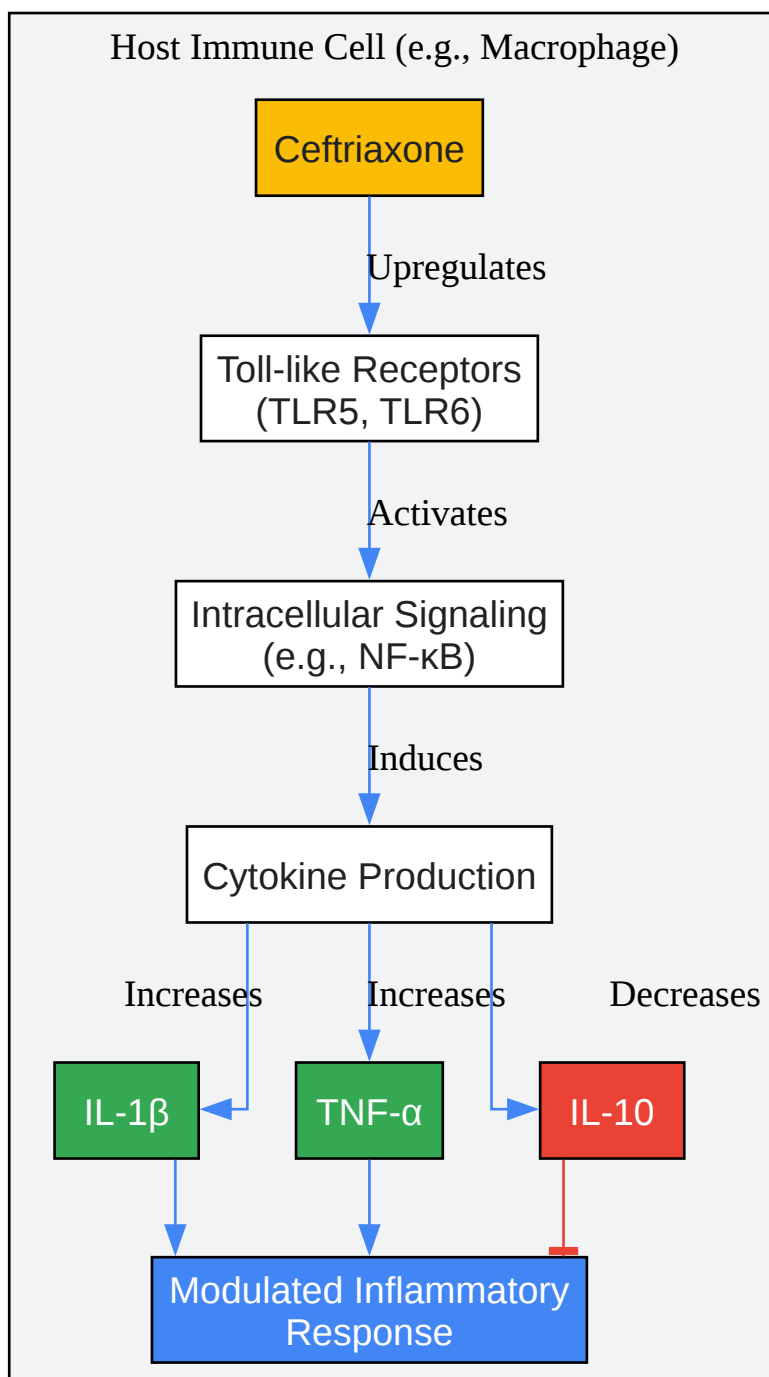 Host Immune Cell (e.g., Macrophage)
Ceftriaxone
Upregulates
Toll-like Receptors
(TLR5, TLR6)
Activates
Intracellular Signaling
(e.g., NF-κB)
Induces
Cytokine Production
Increases
Increases
Decreases
IL-1β
TNF-α
IL-10
Modulated Inflammatory
Response